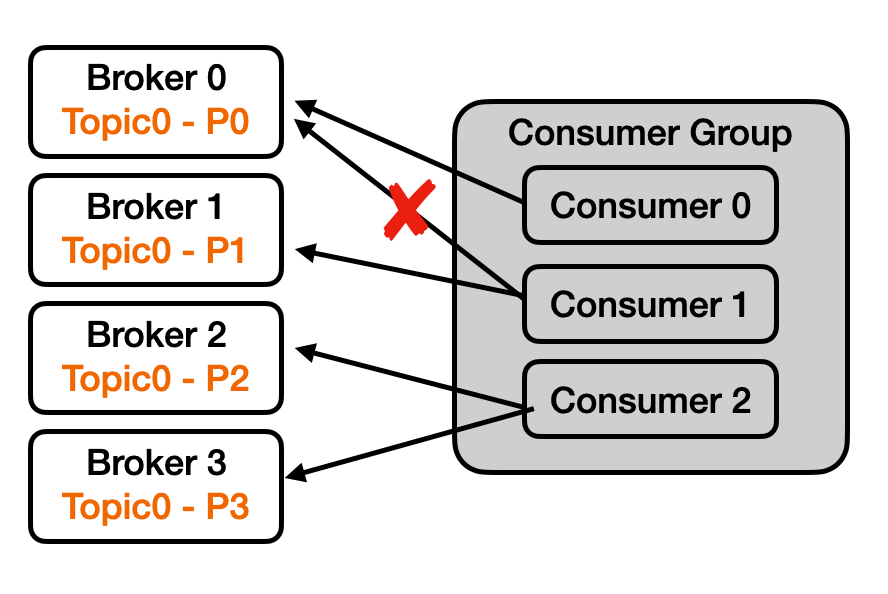 Broker 0
Topic0 - P0
Broker 1
Topic0 - P1
Broker 2
Topic0 - P2
Broker 3
Topic0 - P3
Consumer Group
Consumer 0
Consumer 1
Consumer 2